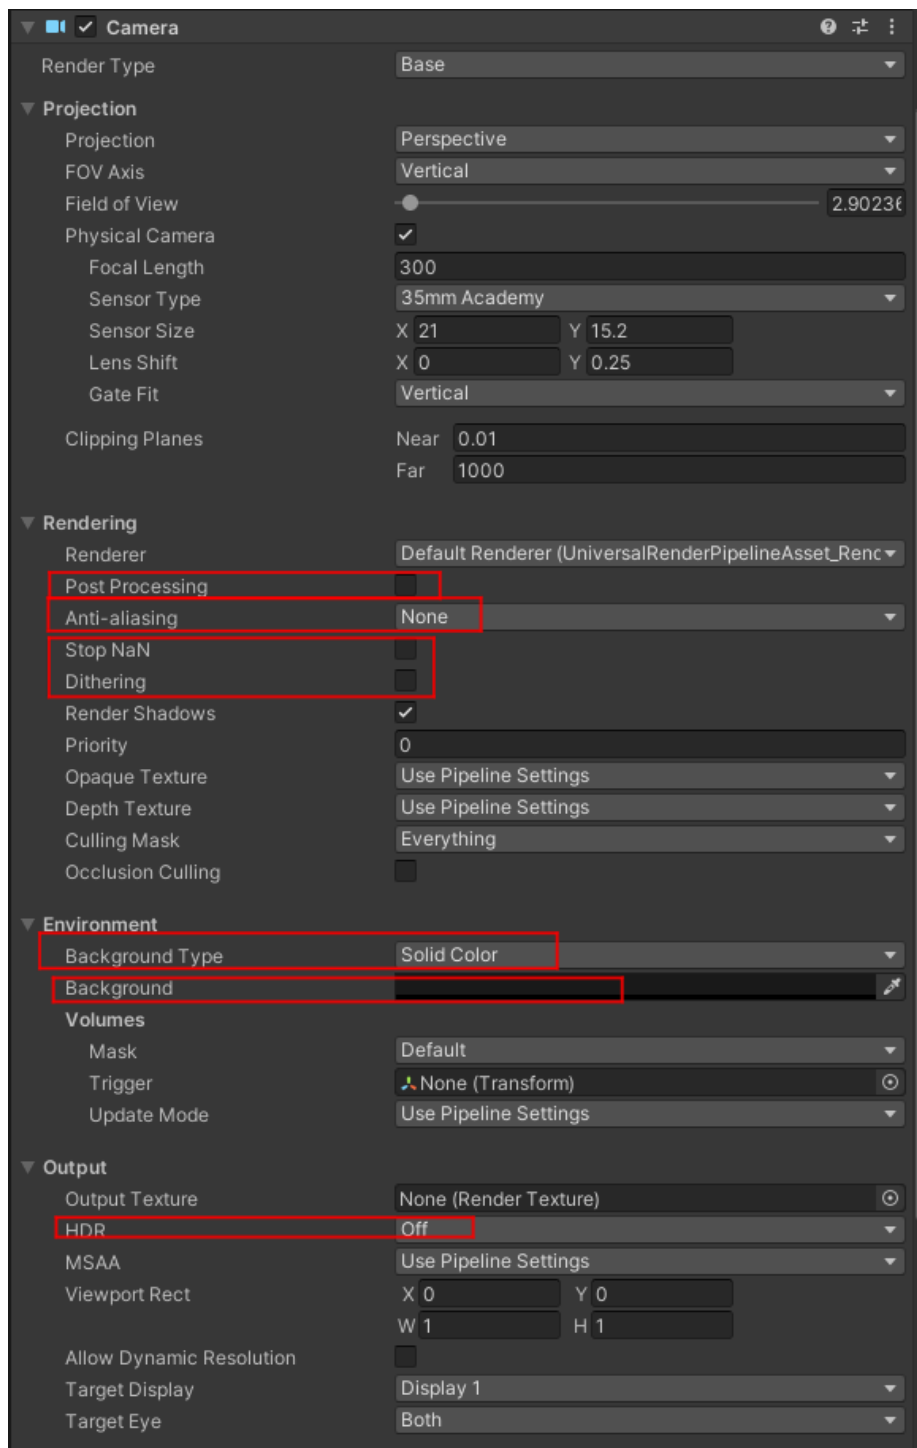 Camera
Render Type Base
Projection
Projection Perspective
FOV Axis Vertical
Field of View 2.90236
Physical Camera
Focal Length 300
Sensor Type 35mm Academy
Sensor Size X 21 Y 15.2
Lens Shift X 0 Y 0.25
Gate Fit Vertical
Clipping Planes Near 0.01
Far 1000
Rendering
Renderer Default Renderer (UniversalRenderPipelineAsset_Renc
Post Processing
Anti-aliasing None
Stop NaN
Dithering
Render Shadows
Priority 0
Opaque Texture Use Pipeline Settings
Depth Texture Use Pipeline Settings
Culling Mask Everything
Occlusion Culling
Environment
Background Type Solid Color
Background
Volumes
Mask Default
Trigger None (Transform)
Update Mode Use Pipeline Settings
Output
Output Texture None (Render Texture)
HDR Off
MSAA Use Pipeline Settings
Viewport Rect X 0 Y 0
W 1 H 1
Allow Dynamic Resolution
Target Display Display 1
Target Eye Both